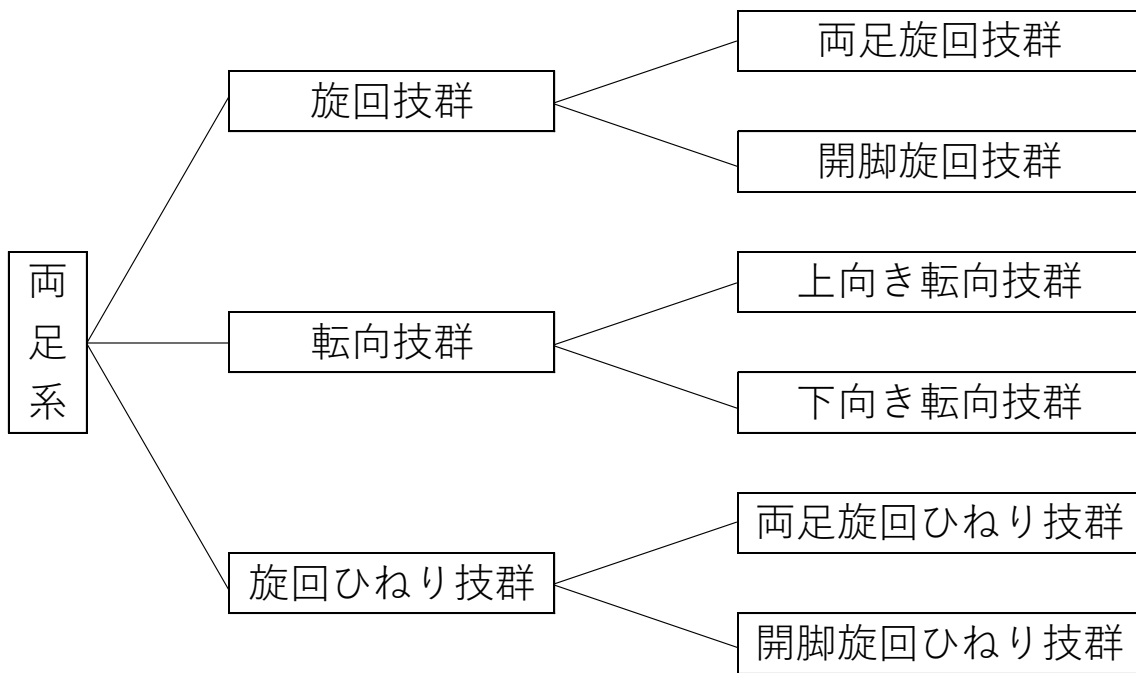 両足系
旋回技群
両足旋回技群
開脚旋回技群
転向技群
上向き転向技群
下向き転向技群
旋回ひねり技群
両足旋回ひねり技群
開脚旋回ひねり技群